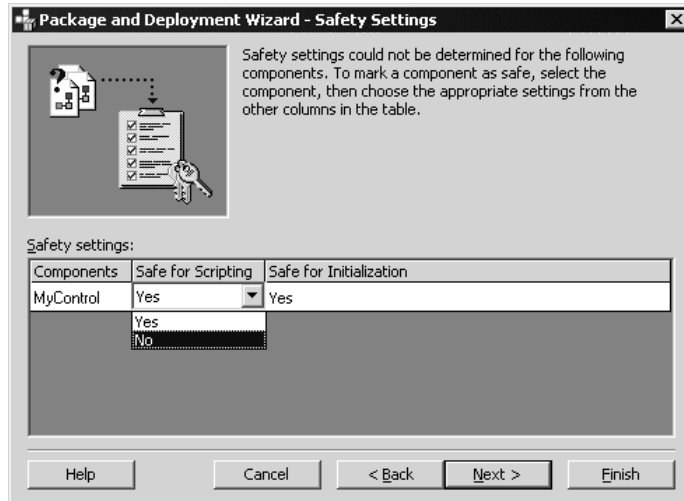 Package and Deployment Wizard - Safety Settings
Safety settings could not be determined for the following
components. To mark a component as safe, select the
component, then choose the appropriate settings from the
other columns in the table.
Safety settings:
Components Safe for Scripting Safe for Initialization
MyControl Yes Yes
Yes
No
Help Cancel < Back Next > Finish